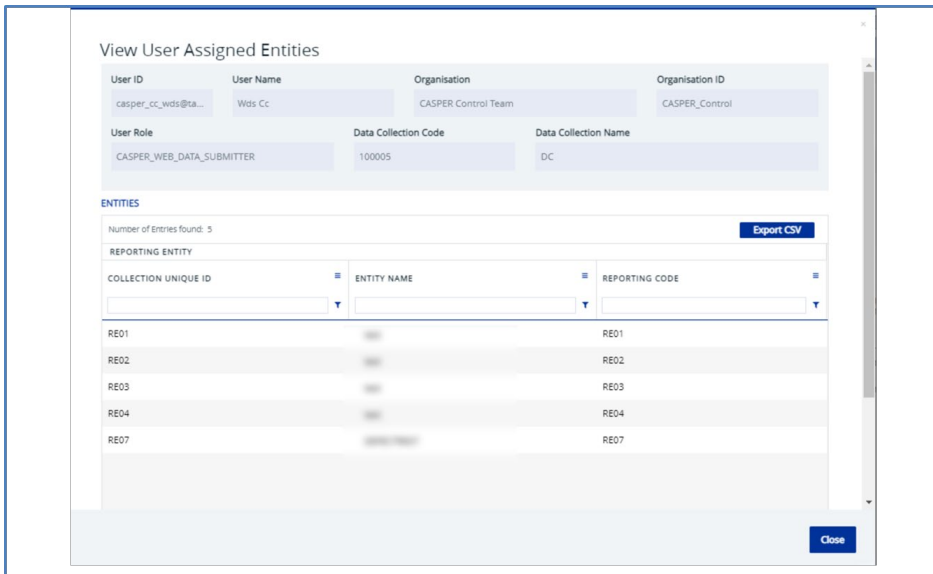 View User Assigned Entities
User ID User Name Organisation Organisation ID
casper_cc_wds@ta... Wds Cc CASPER Control Team CASPER_Control
User Role Data Collection Code Data Collection Name
CASPER_WEB_DATA_SUBMITTER 100005 DC
ENTITIES
Number of Entries found: 5 Export CSV
REPORTING ENTITY
COLLECTION UNIQUE ID ENTITY NAME REPORTING CODE
RE01 RE01
RE02 RE02
RE03 RE03
RE04 RE04
RE07 RE07
Close